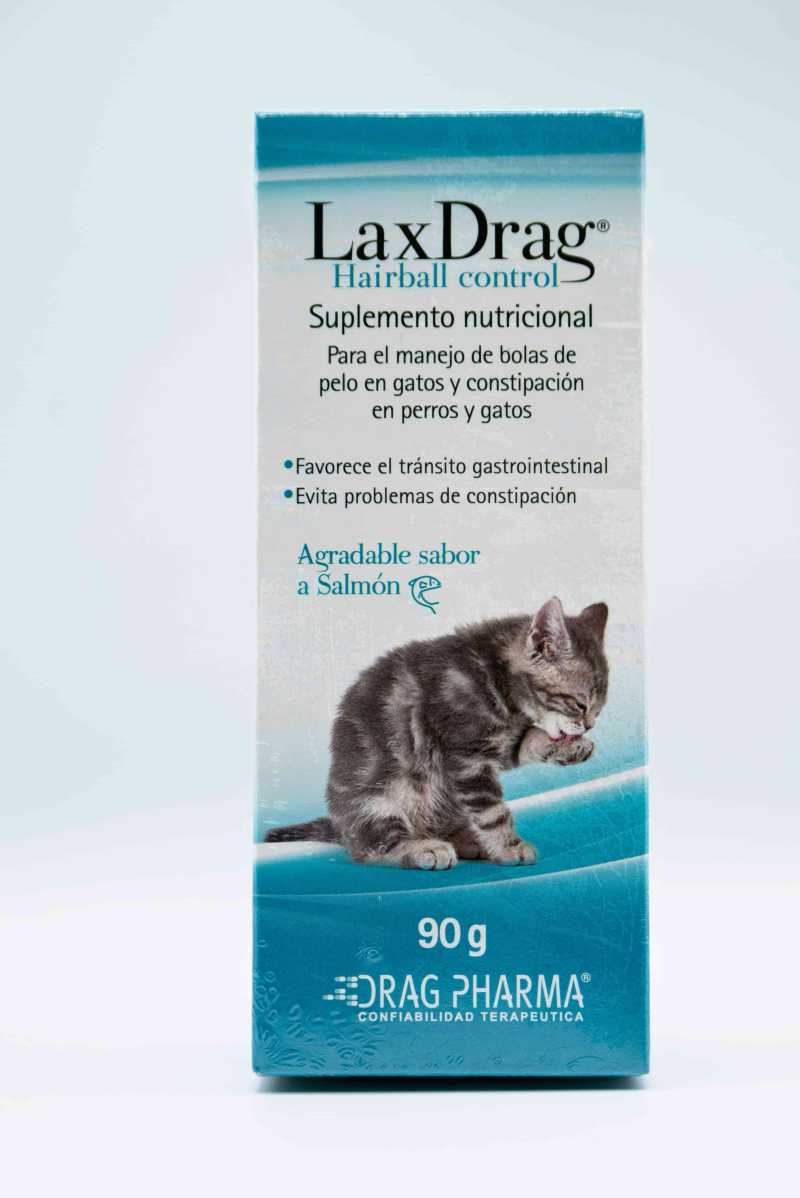 LaxDrag®
Hairball control
Suplemento nutricional
Para el manejo de bolas de
pelo en gatos y constipación
en perros y gatos
•Favorece el tránsito gastrointestinal
•Evita problemas de constipación
Agradable sabor
a Salmón
90 g
DRAG PHARMA®
CONFIABILIDAD TERAPEUTICA